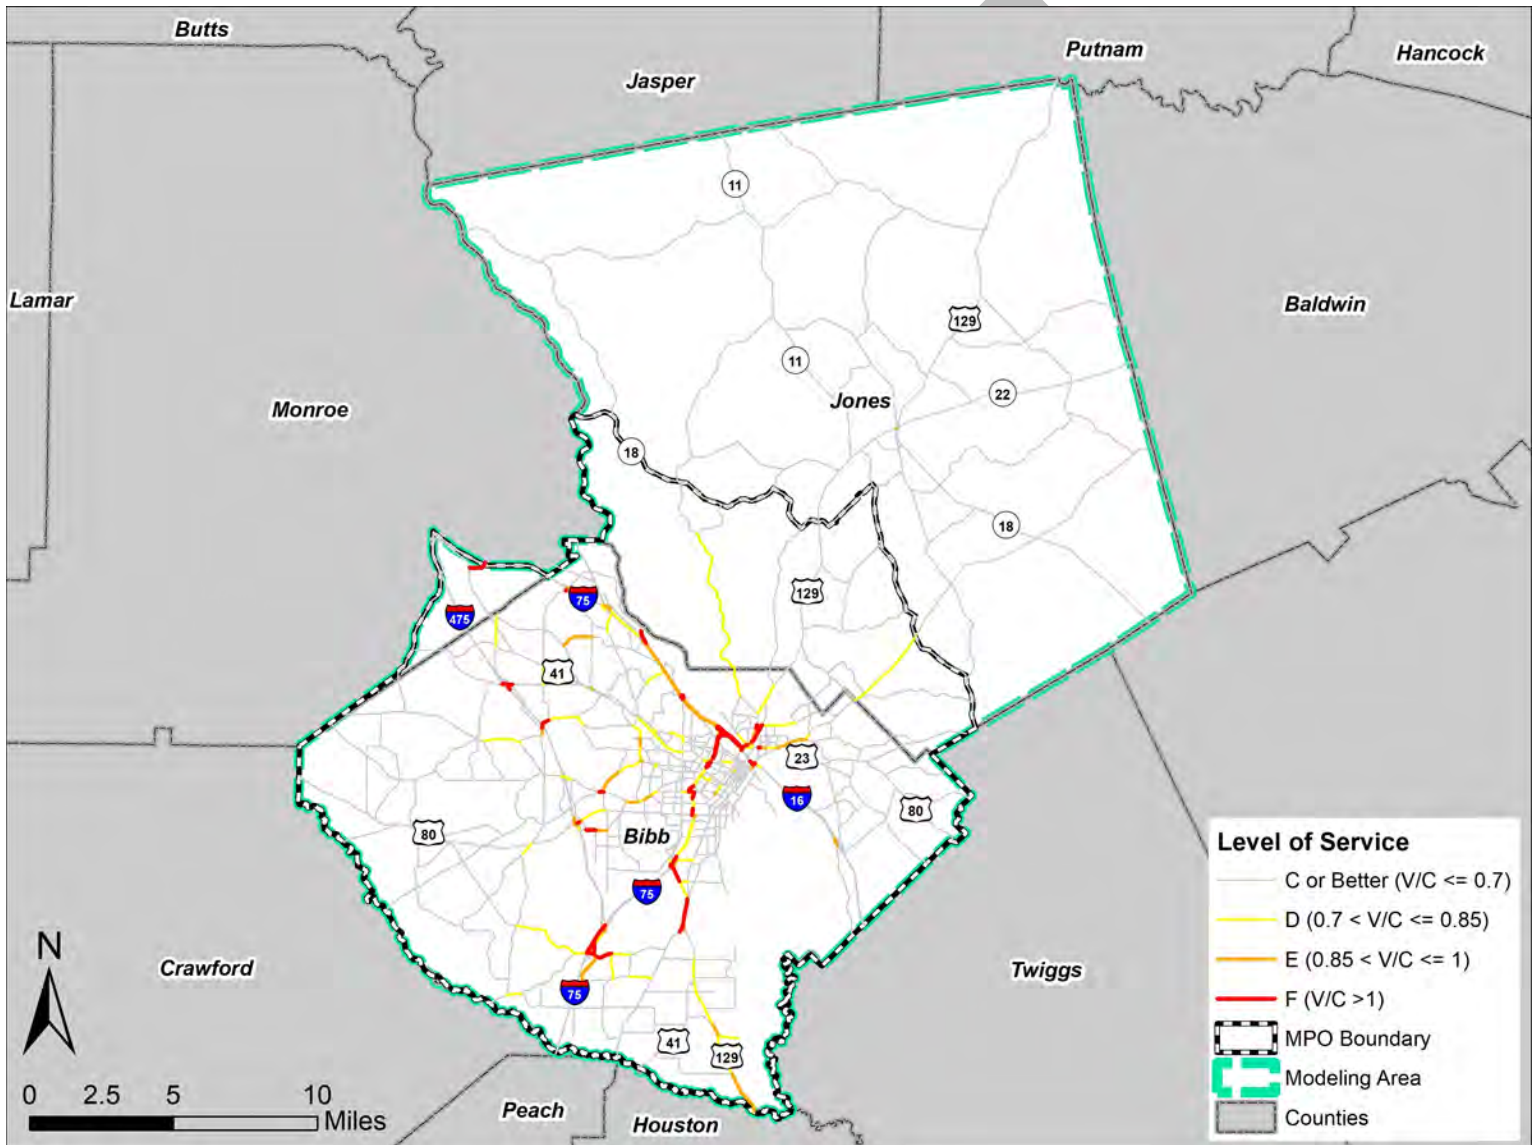 Butts
Putnam
Hancock
Jasper
11
Lamar
Baldwin
129
11
22
Jones
Monroe
18
18
129
75
475
41
23
16
80
80
Bibb
75
Level of Service
C or Better (V/C <= 0.7)
D (0.7 < V/C <= 0.85)
E (0.85 < V/C <= 1)
F (V/C >1)
MPO Boundary
Modeling Area
Counties
N
Crawford
Twiggs
75
41
129
0 2.5 5 10
Miles
Peach
Houston